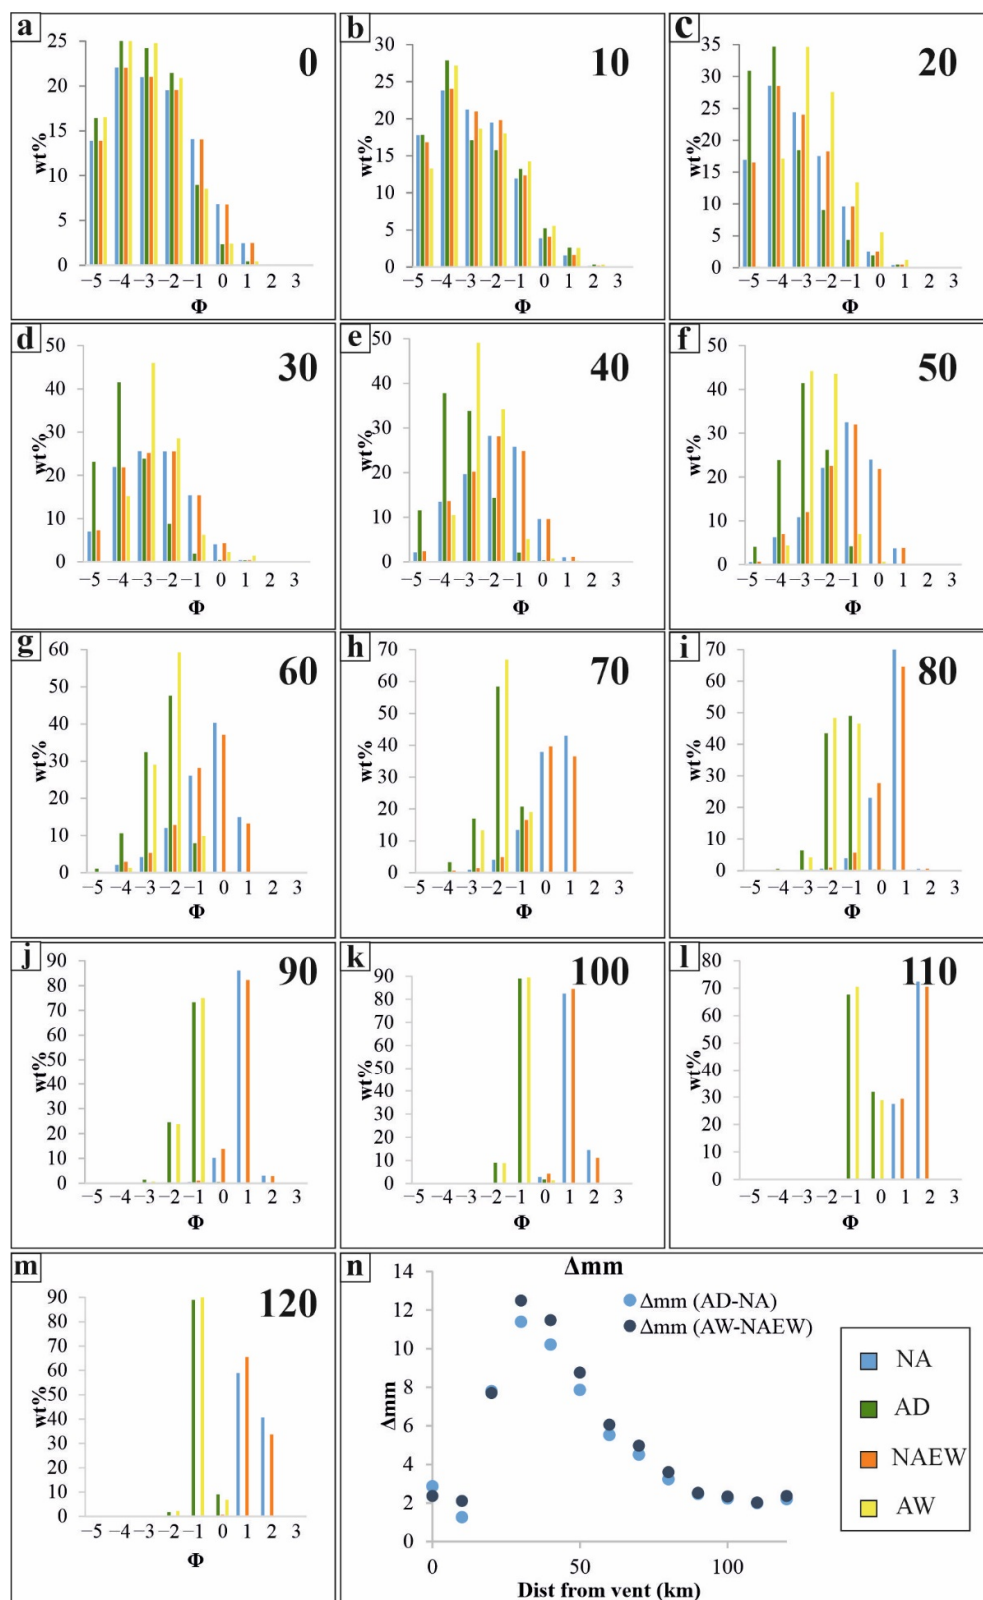 a
0
25
20
15
10
5
0
wt%
−5 −4 −3 −2 −1 0 1 2 3
Φ
b
10
30
25
20
15
10
5
0
wt%
−5 −4 −3 −2 −1 0 1 2 3
Φ
c
20
35
30
25
20
15
10
5
0
wt%
−5 −4 −3 −2 −1 0 1 2 3
Φ
d
30
50
40
30
20
10
0
wt%
−5 −4 −3 −2 −1 0 1 2 3
Φ
e
40
50
40
30
20
10
0
wt%
−5 −4 −3 −2 −1 0 1 2 3
Φ
f
50
50
40
30
20
10
0
wt%
−5 −4 −3 −2 −1 0 1 2 3
Φ
g
60
60
50
40
30
20
10
0
wt%
−5 −4 −3 −2 −1 0 1 2 3
Φ
h
70
70
60
50
40
30
20
10
0
wt%
−5 −4 −3 −2 −1 0 1 2 3
Φ
i
80
70
60
50
40
30
20
10
0
wt%
−5 −4 −3 −2 −1 0 1 2 3
Φ
j
90
90
80
70
60
50
40
30
20
10
0
wt%
−5 −4 −3 −2 −1 0 1 2 3
Φ
k
100
90
80
70
60
50
40
30
20
10
0
wt%
−5 −4 −3 −2 −1 0 1 2 3
Φ
l
110
80
70
60
50
40
30
20
10
0
wt%
−5 −4 −3 −2 −1 0 1 2 3
Φ
m
120
90
80
70
60
50
40
30
20
10
0
wt%
−5 −4 −3 −2 −1 0 1 2 3
Φ
n
Δmm
14
12
10
8
6
4
2
0
Δmm
Δmm (AD-NA)
Δmm (AW-NAEW)
0 50 100
Dist from vent (km)
NA
AD
NAEW
AW